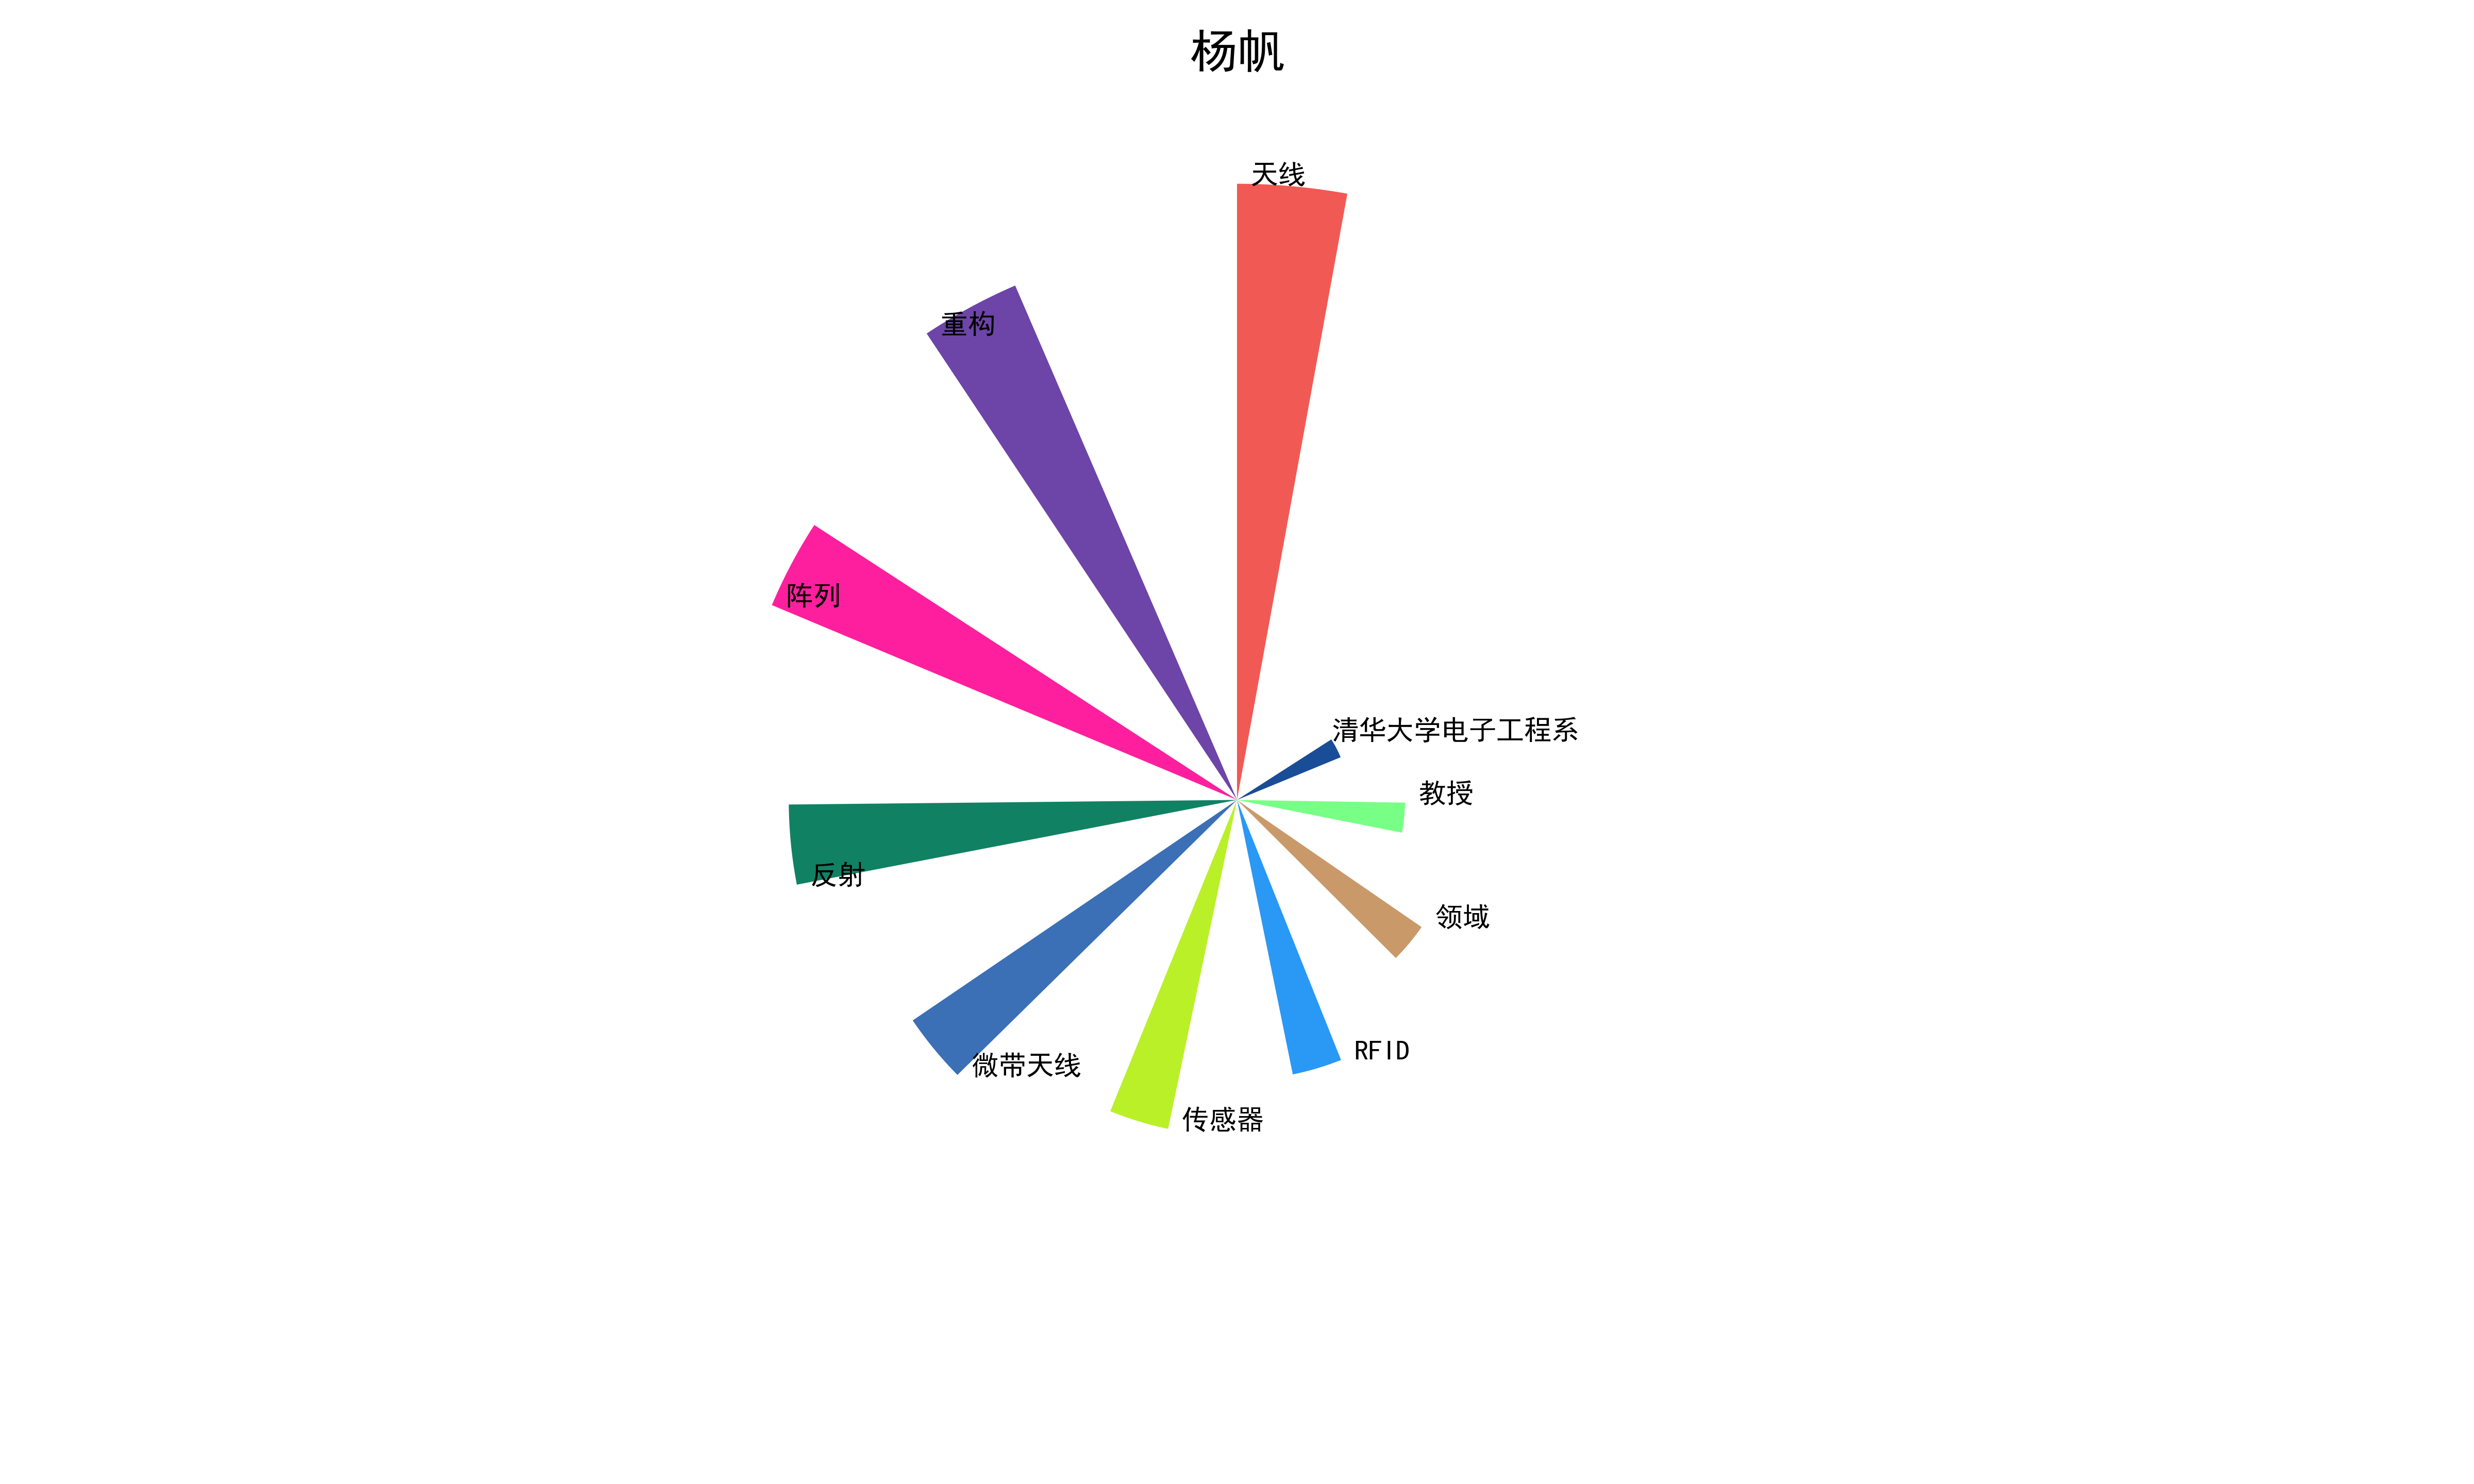 杨帆
天线
重构
阵列
清华大学电子工程系
教授
反射
领域
RFID
微带天线
传感器